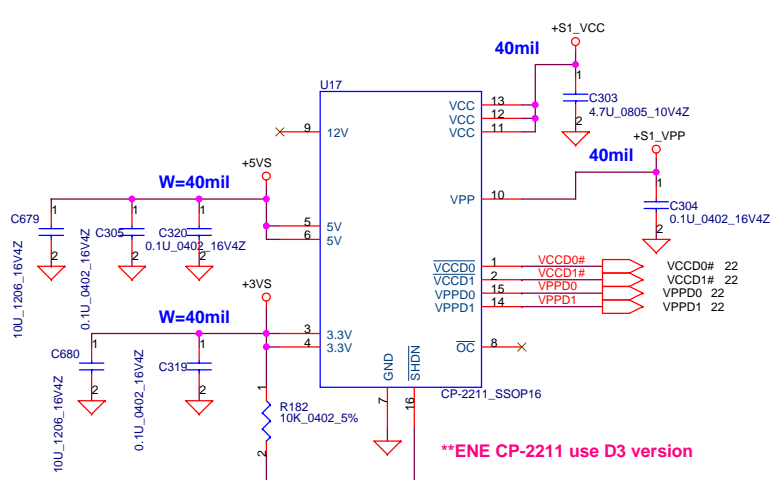 +S1_VCC
40mil
U17
1
C303
4.7U_0805_10V4Z
2
VCC 13
VCC 12
VCC 11
9 12V
+S1_VPP
40mil
+5VS
W=40mil
VPP 10
1
C304
0.1U_0402_16V4Z
2
C679
1
2
10U_1206_16V4Z
1
C305
2
0.1U_0402_16V4Z
1
C320
0.1U_0402_16V4Z
2
5 5V
6 5V
VCCD0 1 VCCD0# VCCD0# 22
VCCD1 2 VCCD1# VCCD1# 22
VPPD0 15 VPPD0 VPPD0 22
VPPD1 14 VPPD1 VPPD1 22
+3VS
W=40mil
3 3.3V
4 3.3V
OC 8
C680
1
2
10U_1206_16V4Z
1
C319
2
0.1U_0402_16V4Z
GND
7
SHDN
16
CP-2211_SSOP16
1
R182
10K_0402_5%
2
**ENE CP-2211 use D3 version